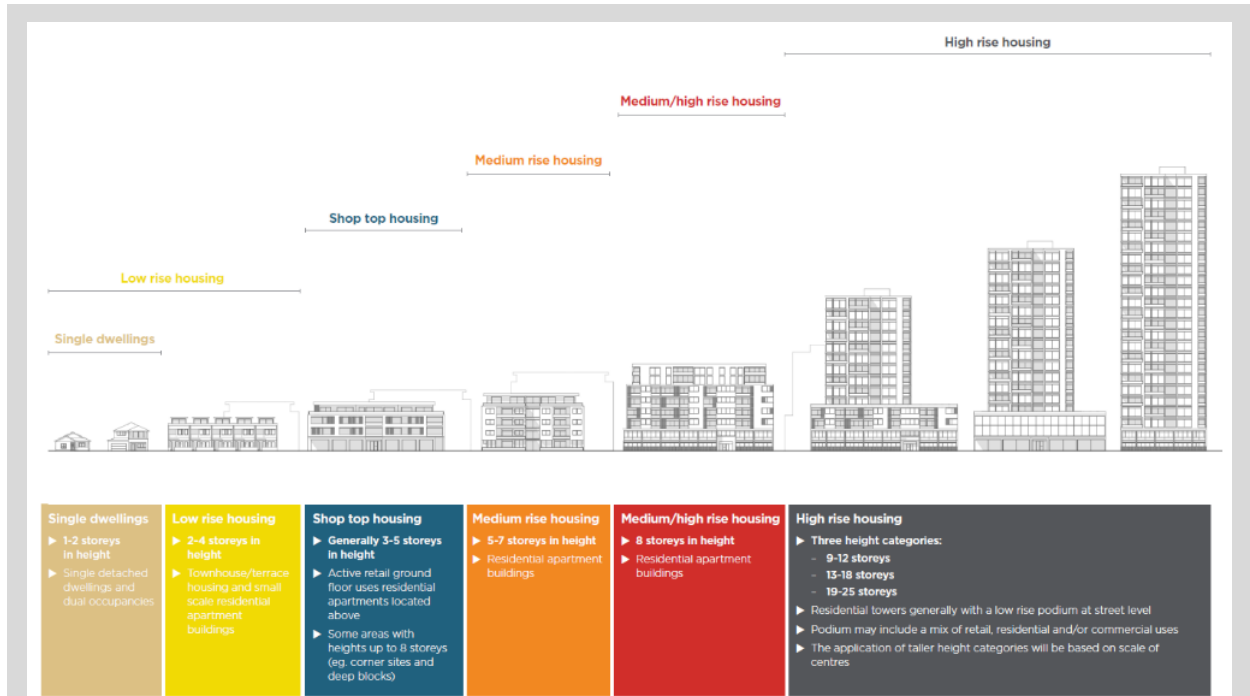 High rise housing
Medium/high rise housing
Medium rise housing
Shop top housing
Low rise housing
Single dwellings
Single dwellings
▶ 1-2 storeys
in height
▶ Single detached
dwellings and
dual occupancies
Low rise housing
▶ 2-4 storeys in
height
▶ Townhouse/terrace
housing and small
scale residential
apartment
buildings
Shop top housing
▶ Generally 3-5 storeys
in height
▶ Active retail ground
floor uses residential
apartments located
above
▶ Some areas with
heights up to 8 storeys
(eg. corner sites and
deep blocks)
Medium rise housing
▶ 5-7 storeys in height
▶ Residential apartment
buildings
Medium/high rise housing
▶ 8 storeys in height
▶ Residential apartment
buildings
High rise housing
▶ Three height categories:
- 9-12 storeys
- 13-18 storeys
- 19-25 storeys
▶ Residential towers generally with a low rise podium at street level
▶ Podium may include a mix of retail, residential and/or commercial uses
▶ The application of taller height categories will be based on scale of
centres